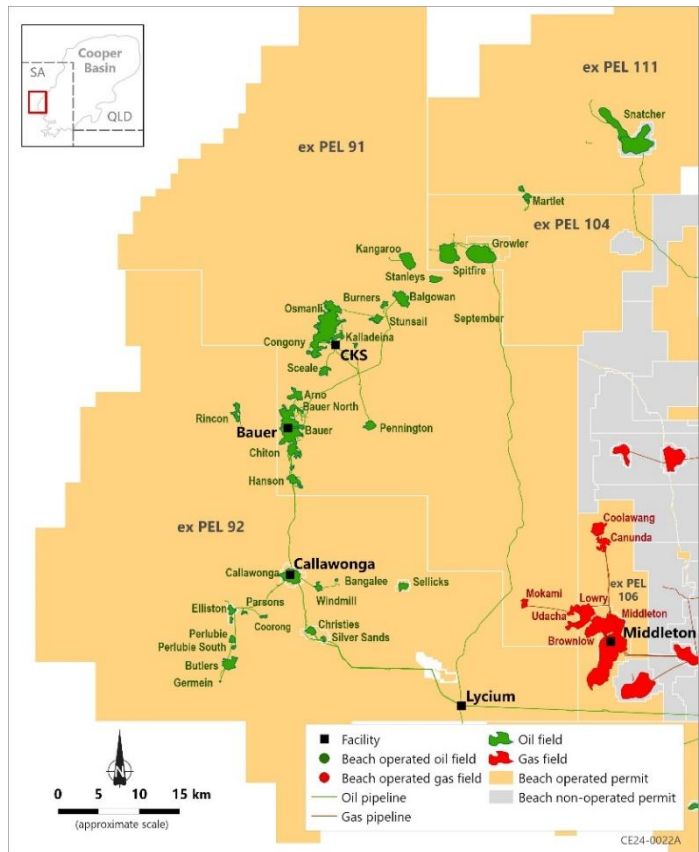 Cooper
Basin
SA
QLD
ex PEL 111
Snatcher
ex PEL 91
Martlet
ex PEL 104
Kangaroo
Growler
Spitfire
Stanleys
Burners
Balgowan
Osmanli
Stunsail
September
Kalladeina
Congony
CKS
Sceale
Arno
Bauer North
Rincon
Bauer
Bauer
Pennington
Chiton
Hanson
Coolawang
Canunda
ex PEL 92
Callawonga
Callawonga
Bangalee
Sellicks
Windmill
ex PEL
106
Mokami
Lowry
Parsons
Elliston
Coorong
Udacha
Middleton
Christies
Perlubie
Silver Sands
Brownlow
Middleton
Perlubie South
Butlers
Germein
Lycium
N
0 5 10 15 km
(approximate scale)
Facility
Oil field
Beach operated oil field
Gas field
Beach operated gas field
Beach operated permit
Oil pipeline
Beach non-operated permit
Gas pipeline
CE24-0022A